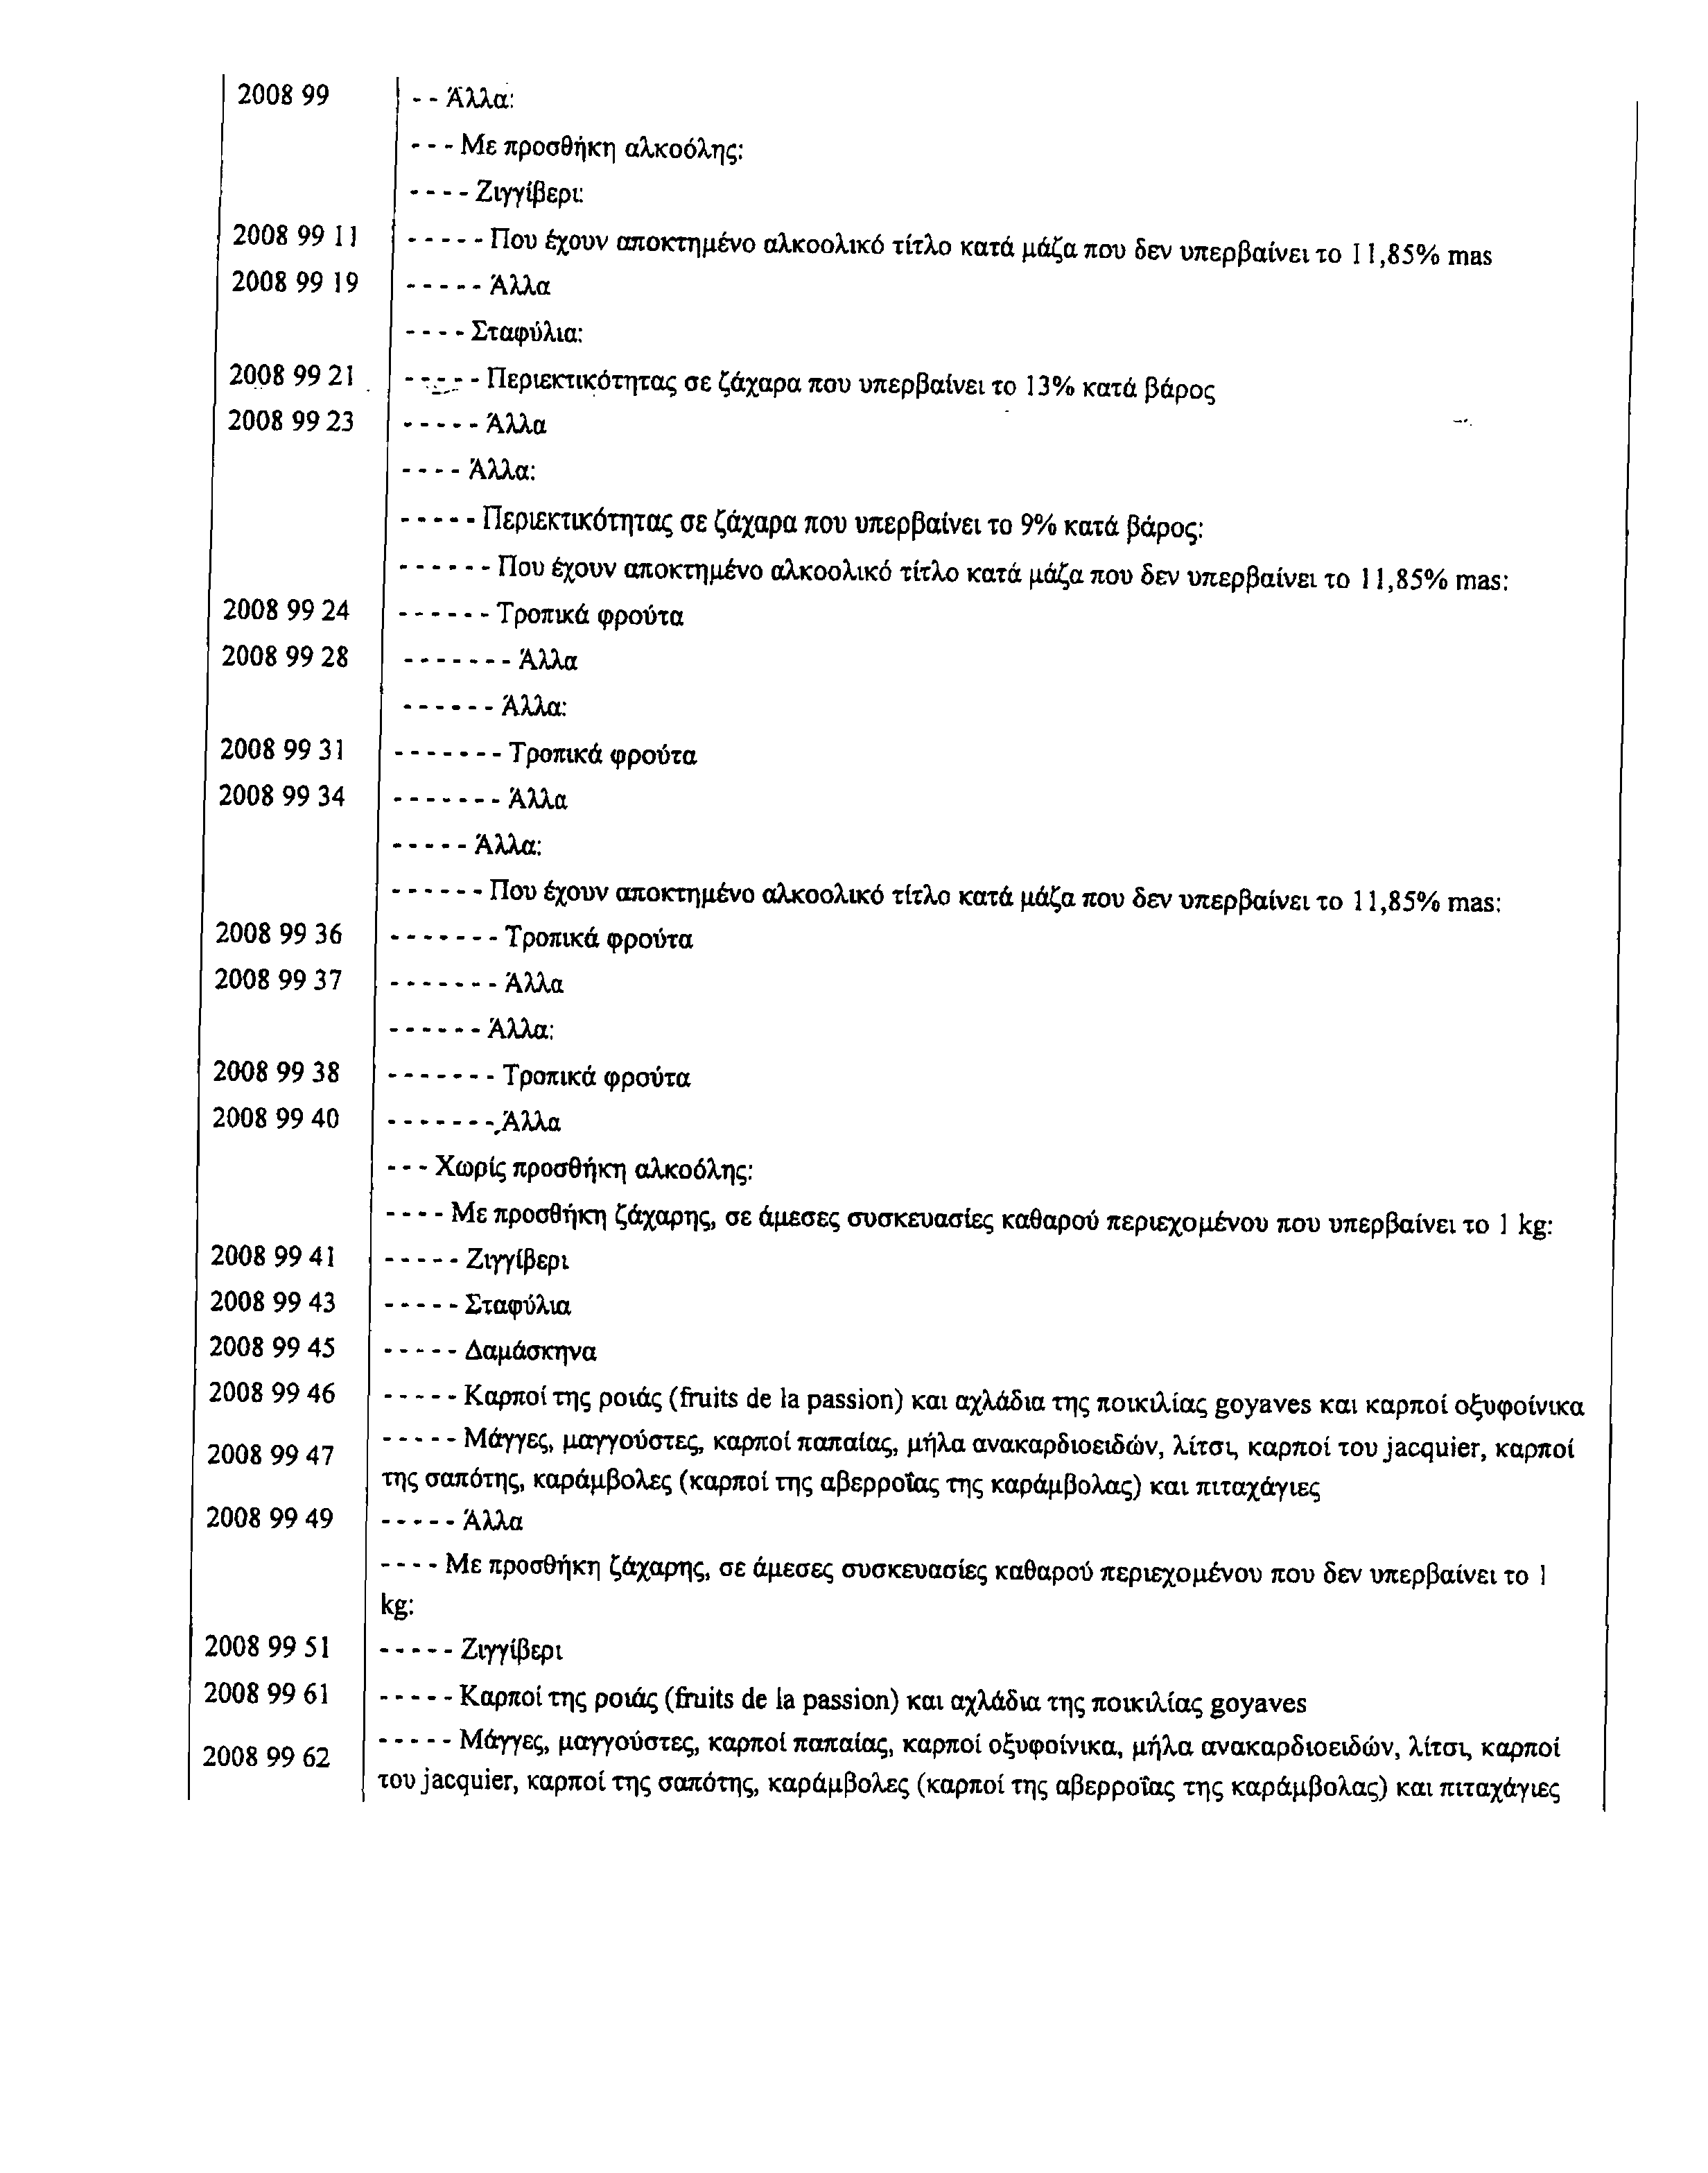 2008 99 - - Άλλα:
- - - Με προσθήκη αλκοόλης:
- - - - Ζιγγίβερι:
2008 99 11 - - - - - Που έχουν αποκτημένο αλκοολικό τίτλο κατά μάζα που δεν υπερβαίνει το 11,85% mas
2008 99 19 - - - - - Άλλα
- - - - Σταφύλια:
2008 99 21 - - - - - Περιεκτικότητας σε ζάχαρα που υπερβαίνει το 13% κατά βάρος
2008 99 23 - - - - - Άλλα
- - - - Άλλα:
- - - - - Περιεκτικότητας σε ζάχαρα που υπερβαίνει το 9% κατά βάρος:
- - - - - - Που έχουν αποκτημένο αλκοολικό τίτλο κατά μάζα που δεν υπερβαίνει το 11,85% mas:
2008 99 24 - - - - - - Τροπικά φρούτα
2008 99 28 - - - - - - - Άλλα
- - - - - - Άλλα:
2008 99 31 - - - - - - - Τροπικά φρούτα
2008 99 34 - - - - - - - Άλλα
- - - - - Άλλα:
- - - - - - Που έχουν αποκτημένο αλκοολικό τίτλο κατά μάζα που δεν υπερβαίνει το 11,85% mas:
2008 99 36 - - - - - - - Τροπικά φρούτα
2008 99 37 - - - - - - - Άλλα
- - - - - - Άλλα:
2008 99 38 - - - - - - - Τροπικά φρούτα
2008 99 40 - - - - - - - Άλλα
- - - Χωρίς προσθήκη αλκοόλης:
- - - - Με προσθήκη ζάχαρης, σε άμεσες συσκευασίες καθαρού περιεχομένου που υπερβαίνει το 1 kg:
2008 99 41 - - - - - Ζιγγίβερι
2008 99 43 - - - - - Σταφύλια
2008 99 45 - - - - - Δαμάσκηνα
2008 99 46 - - - - - Καρποί της ροιάς (fruits de la passion) και αχλάδια της ποικιλίας goyaves και καρποί οξυφοίνικα
2008 99 47 - - - - - Μάγγες, μαγγούστες, καρποί παπαίας, μήλα ανακαρδιοειδών, λίτσι, καρποί του jacquier, καρποί
της σαπότης, καράμβολες (καρποί της αβερροΐας της καράμβολας) και πιταχάγιες
2008 99 49 - - - - - Άλλα
- - - - Με προσθήκη ζάχαρης, σε άμεσες συσκευασίες καθαρού περιεχομένου που δεν υπερβαίνει το 1
kg:
2008 99 51 - - - - - Ζιγγίβερι
2008 99 61 - - - - - Καρποί της ροιάς (fruits de la passion) και αχλάδια της ποικιλίας goyaves
2008 99 62 - - - - - Μάγγες, μαγγούστες, καρποί παπαίας, καρποί οξυφοίνικα, μήλα ανακαρδιοειδών, λίτσι, καρποί
του jacquier, καρποί της σαπότης, καράμβολες (καρποί της αβερροΐας της καράμβολας) και πιταχάγιες